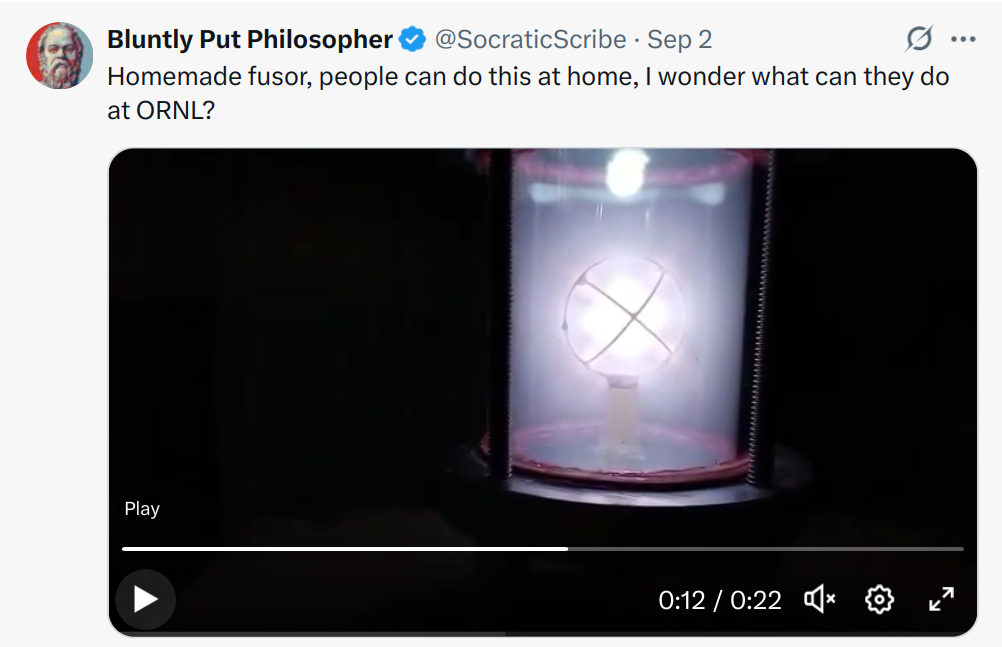 Bluntly Put Philosopher @SocraticScribe · Sep 2
Homemade fusor, people can do this at home, I wonder what can they do
at ORNL?
Play
0:12 / 0:22